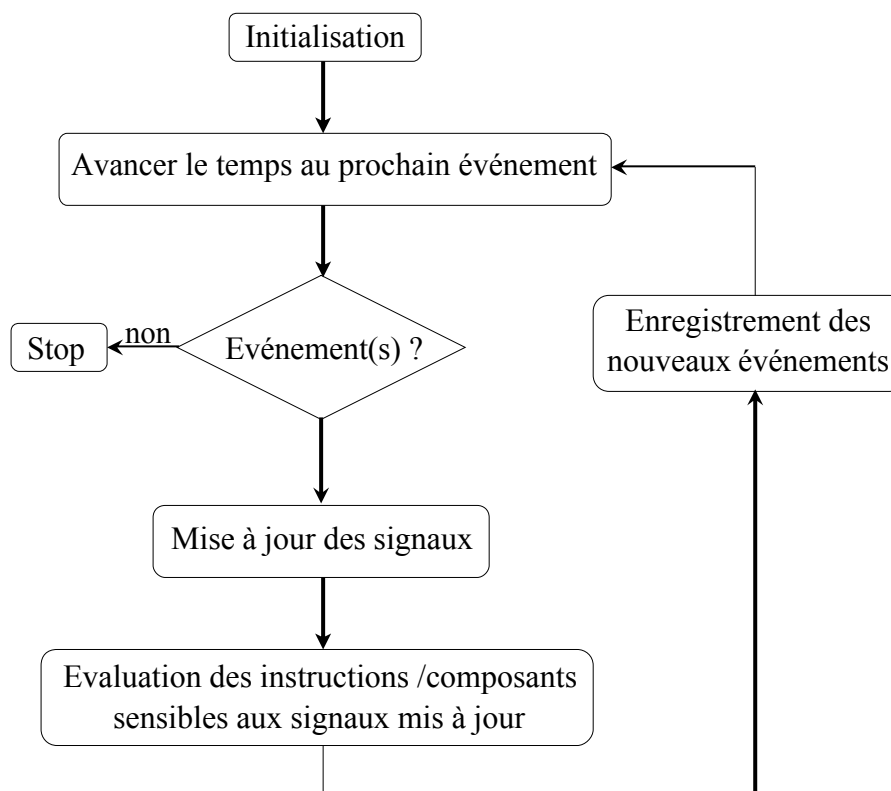 Initialisation
Avancer le temps au prochain événement
Evénement(s) ?
non
Stop
Enregistrement des
nouveaux événements
Mise à jour des signaux
Evaluation des instructions /composants
sensibles aux signaux mis à jour